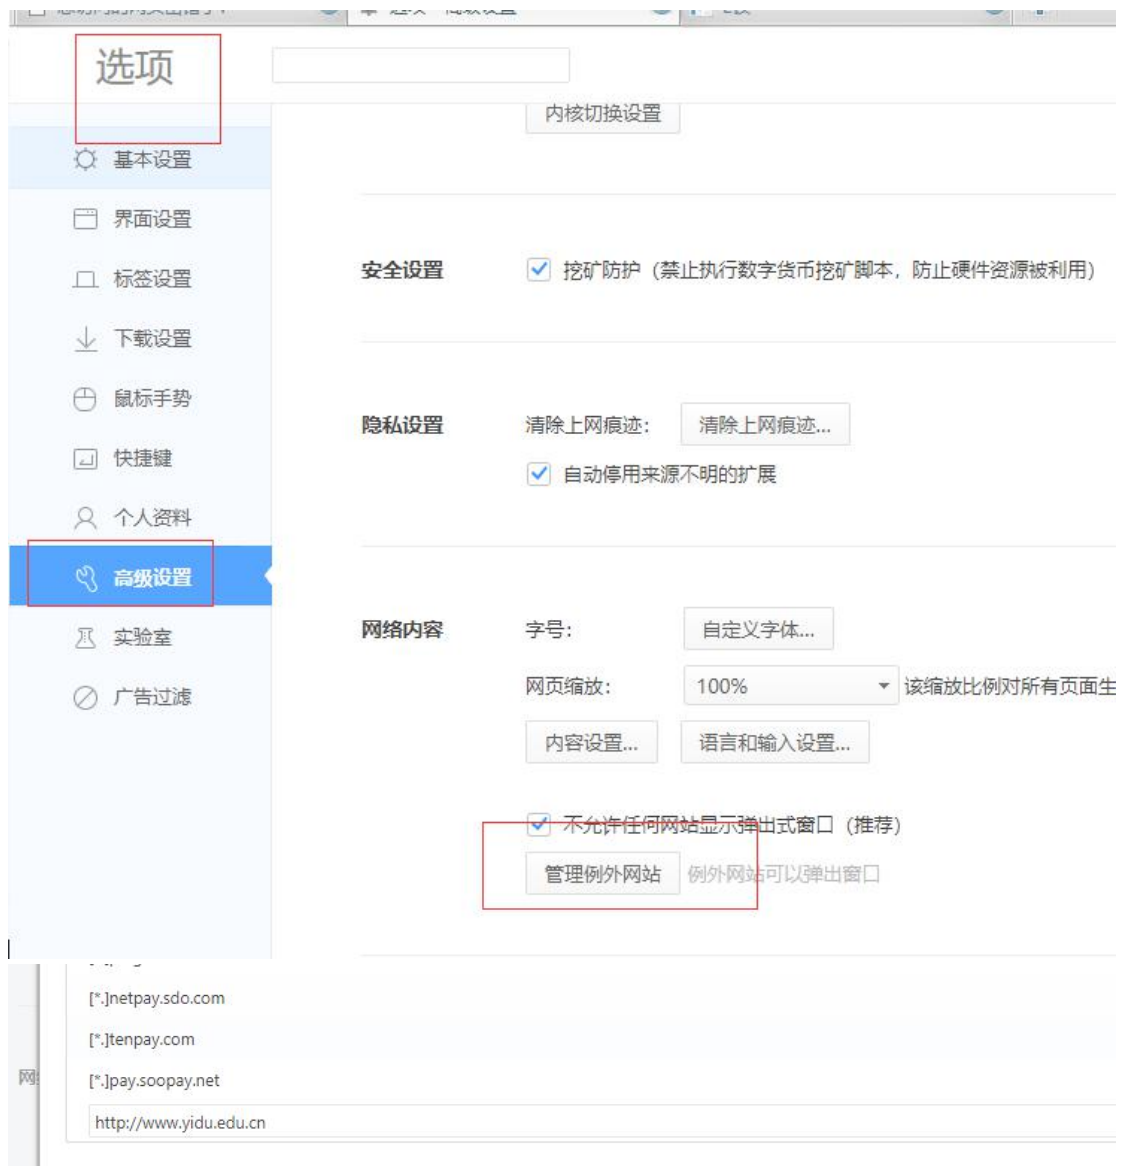 选项
内核切换设置
基本设置
界面设置
标签设置
下载设置
鼠标手势
快捷键
个人资料
高级设置
实验室
广告过滤
安全设置
挖矿防护（禁止执行数字货币挖矿脚本，防止硬件资源被利用）
隐私设置
清除上网痕迹：
清除上网痕迹...
自动停用来源不明的扩展
网络内容
字号：
自定义字体...
网页缩放：
100%
该缩放比例对所有页面生
内容设置...
语言和输入设置...
不允许任何网站显示弹出式窗口（推荐）
管理例外网站
例外网站可以弹出窗口
[*.]netpay.sdo.com
[*.]tenpay.com
[*.]pay.soopay.net
http://www.yidu.edu.cn